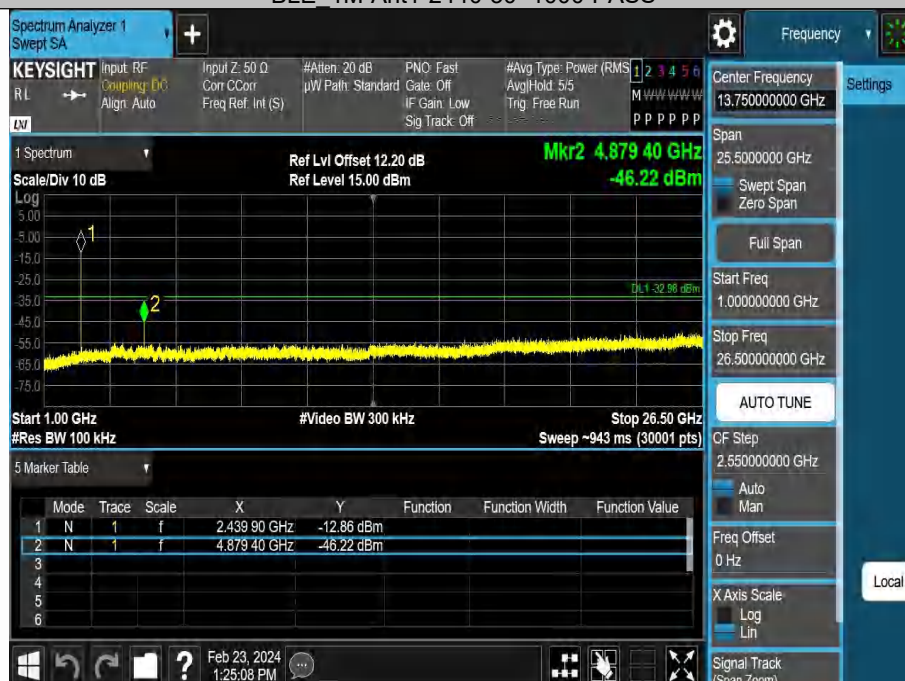 Spectrum Analyzer 1
Swept SA
Frequency
KEYSIGHT
RL
LXI
Input: RF
Coupling: DC
Align: Auto
Input Z: 50 Ω
Corr CCorr
Freq Ref: Int (S)
#Atten: 20 dB
µW Path: Standard
PNO: Fast
Gate: Off
IF Gain: Low
Sig Track: Off
#Avg Type: Power (RMS
Avg|Hold: 5/5
Trig: Free Run
1 2 3 4 5 6
M W W W W W
P P P P P P
Center Frequency
13.750000000 GHz
Settings
1 Spectrum
Scale/Div 10 dB
Ref Lvl Offset 12.20 dB
Ref Level 15.00 dBm
Mkr2 4.879 40 GHz
-46.22 dBm
Span
25.5000000 GHz
Swept Span
Zero Span
Full Span
Log
5.00
-5.00
-15.0
-25.0
-35.0
-45.0
-55.0
-65.0
-75.0
1
2
DL1 -32.98 dBm
Start Freq
1.000000000 GHz
Stop Freq
26.500000000 GHz
AUTO TUNE
Start 1.00 GHz
#Res BW 100 kHz
#Video BW 300 kHz
Stop 26.50 GHz
Sweep ~943 ms (30001 pts)
CF Step
2.550000000 GHz
Auto
Man
5 Marker Table
Mode Trace Scale X Y Function Function Width Function Value
1 N 1 f 2.439 90 GHz -12.86 dBm
2 N 1 f 4.879 40 GHz -46.22 dBm
3
4
5
6
Freq Offset
0 Hz
X Axis Scale
Log
Lin
Local
Signal Track
(Span Zoom)
?
Feb 23, 2024
1:25:08 PM